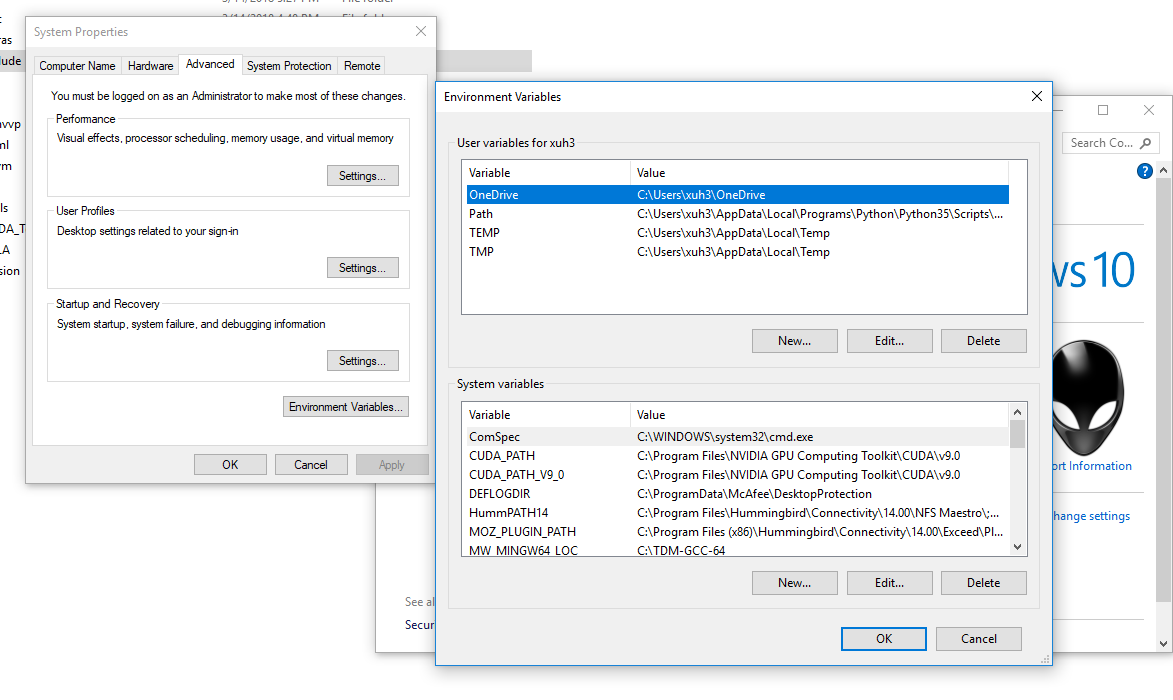 File folder
System Properties
Computer Name
Hardware
Advanced
System Protection
Remote
You must be logged on as an Administrator to make most of these changes.
Performance
Visual effects, processor scheduling, memory usage, and virtual memory
Settings...
User Profiles
Desktop settings related to your sign-in
Settings...
Startup and Recovery
System startup, system failure, and debugging information
Settings...
Environment Variables...
OK
Cancel
Apply
Environment Variables
User variables for xuh3
Variable Value
OneDrive C:\Users\xuh3\OneDrive
Path C:\Users\xuh3\AppData\Local\Programs\Python\Python35\Scripts\...
TEMP C:\Users\xuh3\AppData\Local\Temp
TMP C:\Users\xuh3\AppData\Local\Temp
New...
Edit...
Delete
System variables
Variable Value
ComSpec C:\WINDOWS\system32\cmd.exe
CUDA_PATH C:\Program Files\NVIDIA GPU Computing Toolkit\CUDA\v9.0
CUDA_PATH_V9_0 C:\Program Files\NVIDIA GPU Computing Toolkit\CUDA\v9.0
DEFLOGDIR C:\ProgramData\McAfee\DesktopProtection
HummPATH14 C:\Program Files\Hummingbird\Connectivity\14.00\NFS Maestro\;...
MOZ_PLUGIN_PATH C:\Program Files (x86)\Hummingbird\Connectivity\14.00\Exceed\Pl...
MW_MINGW64_LOC C:\TDM-GCC-64
New...
Edit...
Delete
OK
Cancel
Search Co...
?
ws 10
ort Information
hange settings
See al
Secur
ras
lude
nvvp
ml
vm
ls
DA_T
LA
sion